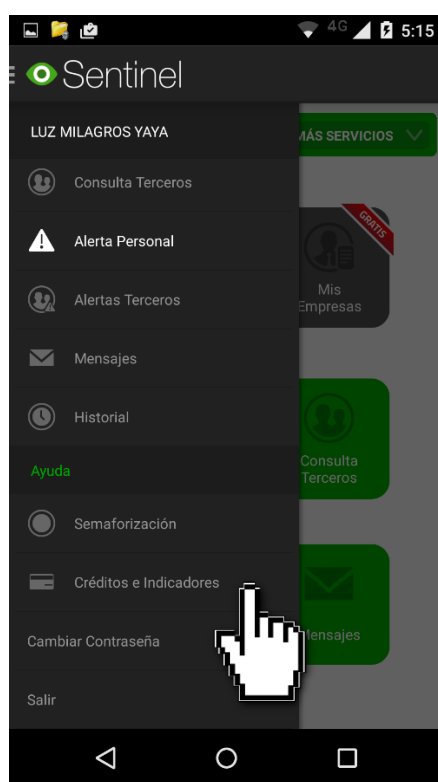 4G 5:15
Sentinel
LUZ MILAGROS YAYA
MÁS SERVICIOS
Consulta Terceros
GRATIS
Alerta Personal
Mis
Empresas
Alertas Terceros
Mensajes
Historial
Consulta
Terceros
Ayuda
Semaforización
Créditos e Indicadores
Cambiar Contraseña
Mensajes
Salir